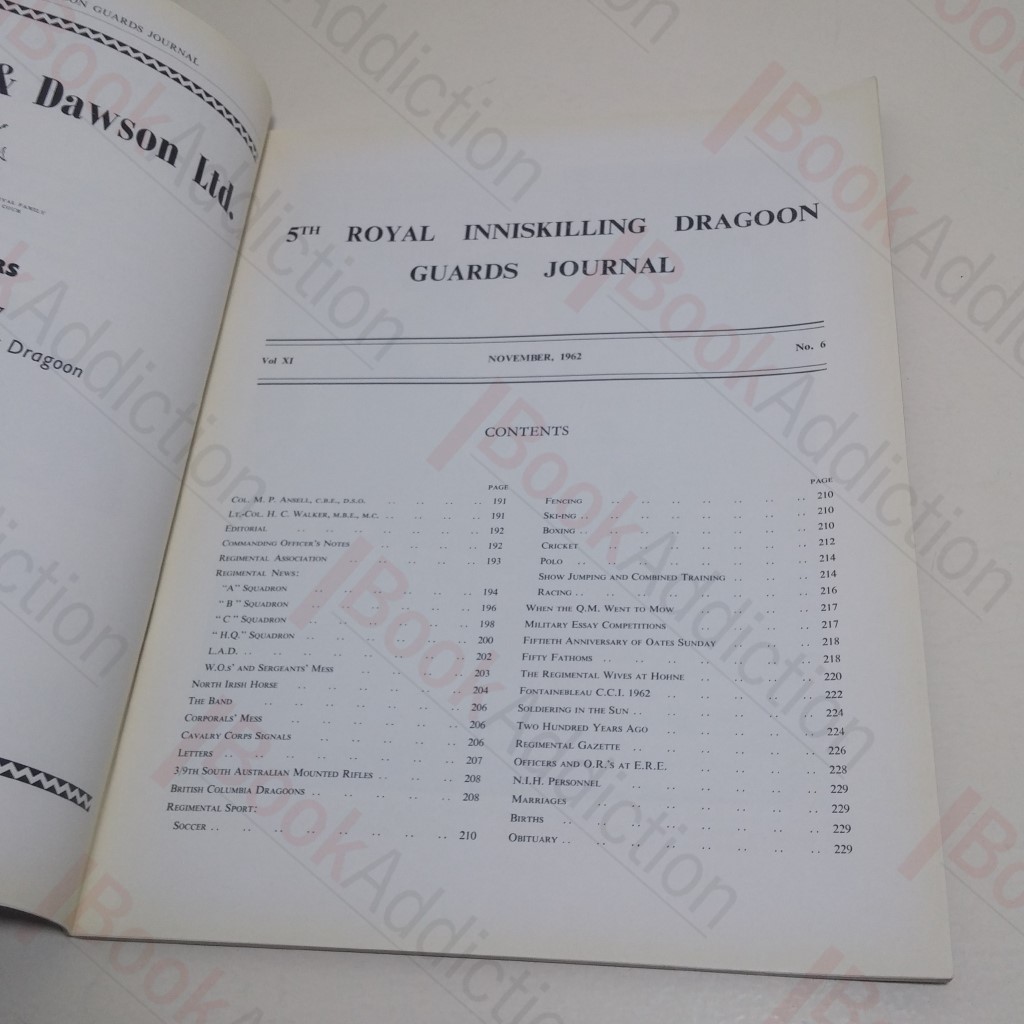 ON GUARDS JOURNAL
& Dawson Ltd.
Dragoon
5TH ROYAL INNISKILLING DRAGOON
GUARDS JOURNAL
Vol XI NOVEMBER, 1962 No. 6
CONTENTS
PAGE
COL. M. P. ANSELL, C.B.E., D.S.O. .. .. .. 191
LT.-COL. H. C. WALKER, M.B.E., M.C. .. .. .. .. 191
EDITORIAL .. .. .. .. .. .. 192
COMMANDING OFFICER'S NOTES .. .. .. .. 192
REGIMENTAL ASSOCIATION .. .. .. .. .. 193
REGIMENTAL NEWS:
"A" SQUADRON .. .. .. .. .. .. 194
"B" SQUADRON .. .. .. .. .. .. 196
"C" SQUADRON .. .. .. .. .. .. 198
"H.Q." SQUADRON .. .. .. .. .. .. 200
L.A.D. .. .. .. .. .. .. .. .. 202
W.O.s' AND SERGEANTS' MESS .. .. .. .. 203
NORTH IRISH HORSE .. .. .. .. .. .. 204
THE BAND .. .. .. .. .. .. .. 206
CORPORALS' MESS .. .. .. .. .. .. 206
CAVALRY CORPS SIGNALS .. .. .. .. .. 206
LETTERS .. .. .. .. .. .. .. .. 207
3/9TH SOUTH AUSTRALIAN MOUNTED RIFLES .. .. .. 208
BRITISH COLUMBIA DRAGOONS .. .. .. .. .. 208
REGIMENTAL SPORT:
SOCCER .. .. .. .. .. .. .. .. 210
PAGE
FENCING .. .. .. .. .. .. .. 210
SKI-ING .. .. .. .. .. .. .. .. 210
BOXING .. .. .. .. .. .. .. .. 210
CRICKET .. .. .. .. .. .. .. 212
POLO .. .. .. .. .. .. .. .. 214
SHOW JUMPING AND COMBINED TRAINING .. .. .. 214
RACING .. .. .. .. .. .. .. .. 216
WHEN THE Q.M. WENT TO MOW .. .. .. .. 217
MILITARY ESSAY COMPETITIONS .. .. .. .. 217
FIFTIETH ANNIVERSARY OF OATES SUNDAY .. .. .. 218
FIFTY FATHOMS .. .. .. .. .. .. .. 218
THE REGIMENTAL WIVES AT HOHNE .. .. .. .. 220
FONTAINEBLEAU C.C.I. 1962 .. .. .. .. .. 222
SOLDIERING IN THE SUN .. .. .. .. .. .. 224
TWO HUNDRED YEARS AGO .. .. .. .. .. 224
REGIMENTAL GAZETTE .. .. .. .. .. .. 226
OFFICERS AND O.R.'S AT E.R.E. .. .. .. .. 228
N.I.H. PERSONNEL .. .. .. .. .. .. 229
MARRIAGES .. .. .. .. .. .. .. 229
BIRTHS .. .. .. .. .. .. .. .. 229
OBITUARY .. .. .. .. .. .. .. .. 229
BookAddiction